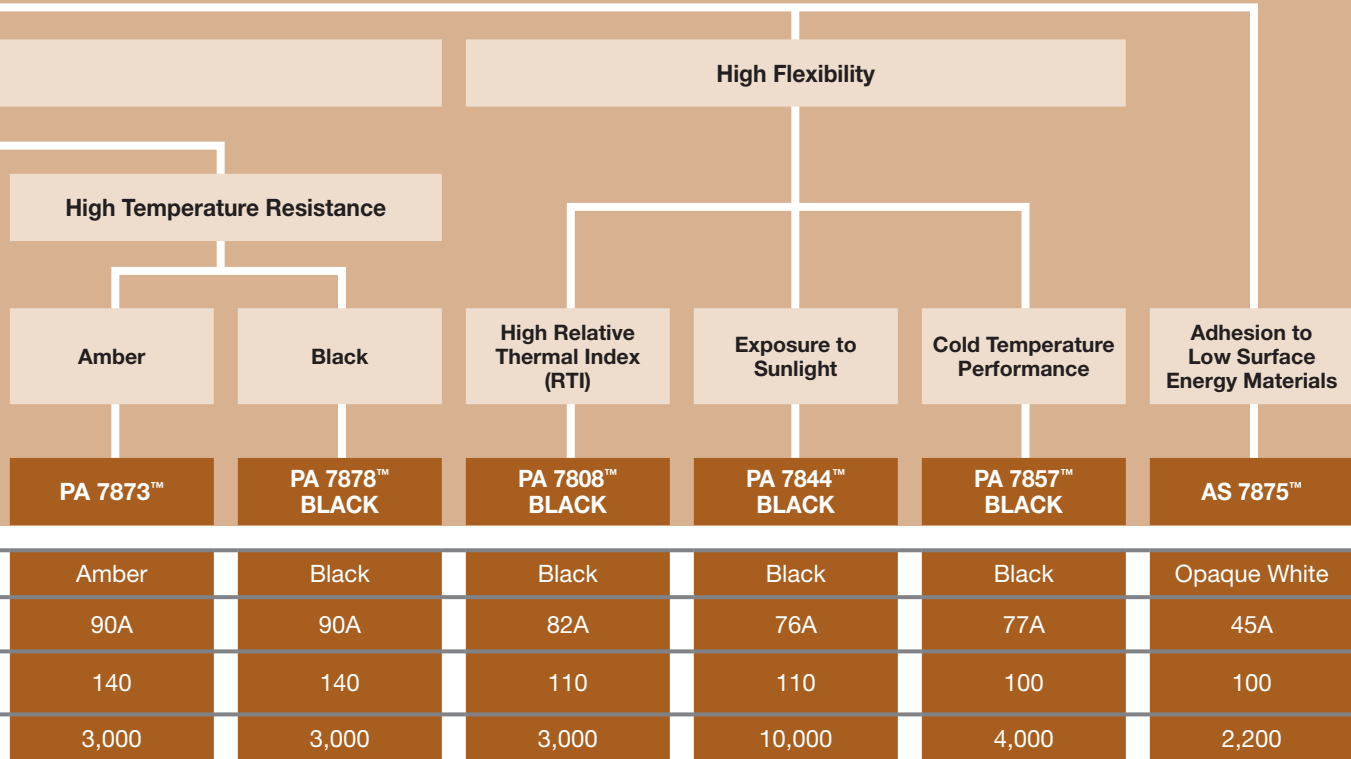 High Flexibility
High Temperature Resistance
Amber
Black
High Relative
Thermal Index
(RTI)
Exposure to
Sunlight
Cold Temperature
Performance
Adhesion to
Low Surface
Energy Materials
PA 7873™
PA 7878™
BLACK
PA 7808™
BLACK
PA 7844™
BLACK
PA 7857™
BLACK
AS 7875™
Amber Black Black Black Black Opaque White
90A 90A 82A 76A 77A 45A
140 140 110 110 100 100
3,000 3,000 3,000 10,000 4,000 2,200